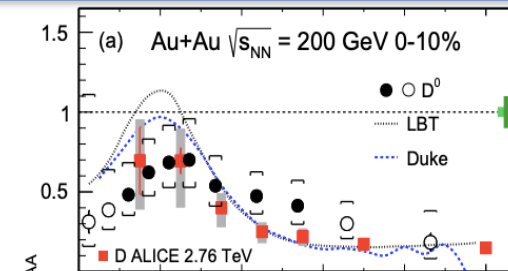 1.5
(a) Au+Au √sNN = 200 GeV 0-10%
D0
1
LBT
Duke
0.5
AA
D ALICE 2.76 TeV